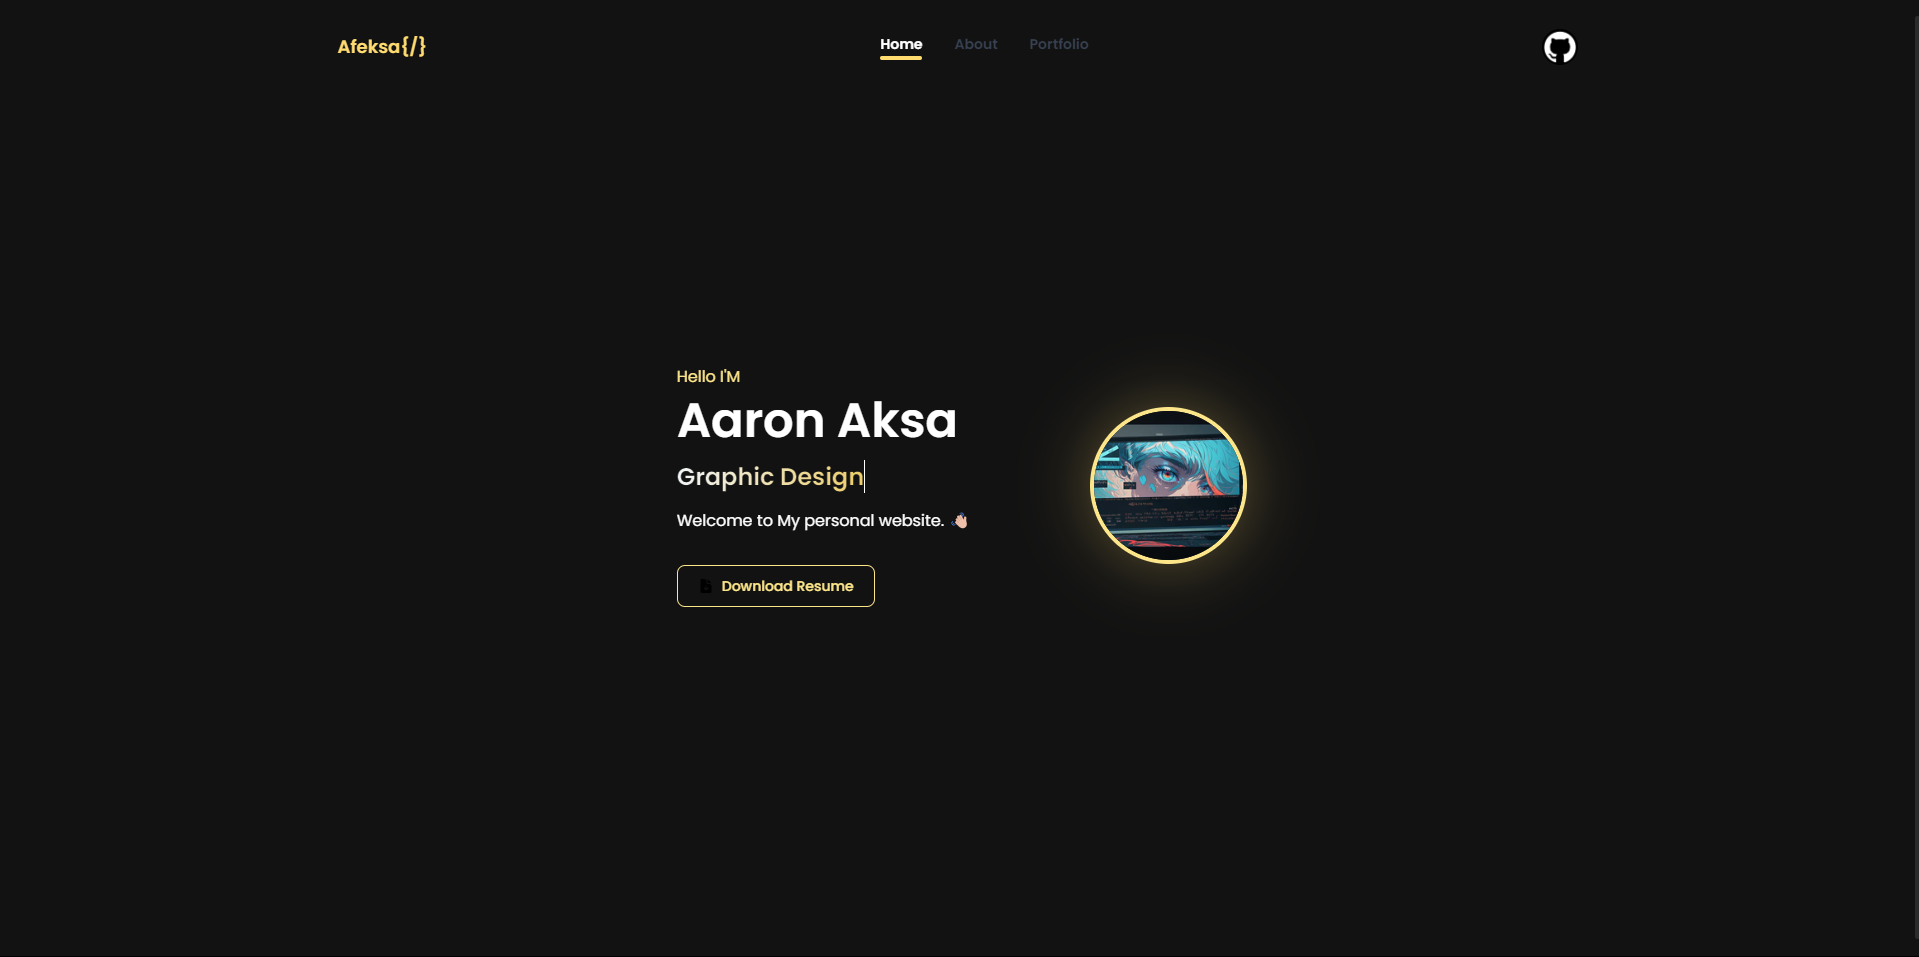 Afeksa{/}
Home About Portfolio
Hello I'M
Aaron Aksa
Graphic Design
Welcome to My personal website. 👋🏻
Download Resume